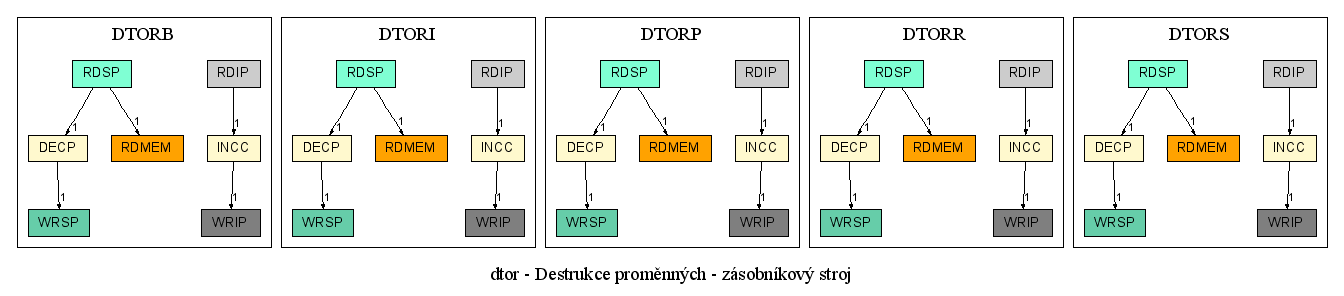 DTORB
RDSP
RDIP
1
1
1
DECP
RDMEM
INCC
1
1
WRSP
WRIP
DTORI
RDSP
RDIP
1
1
1
DECP
RDMEM
INCC
1
1
WRSP
WRIP
DTORP
RDSP
RDIP
1
1
1
DECP
RDMEM
INCC
1
1
WRSP
WRIP
DTORR
RDSP
RDIP
1
1
1
DECP
RDMEM
INCC
1
1
WRSP
WRIP
DTORS
RDSP
RDIP
1
1
1
DECP
RDMEM
INCC
1
1
WRSP
WRIP
dtor - Destrukce proměnných - zásobníkový stroj